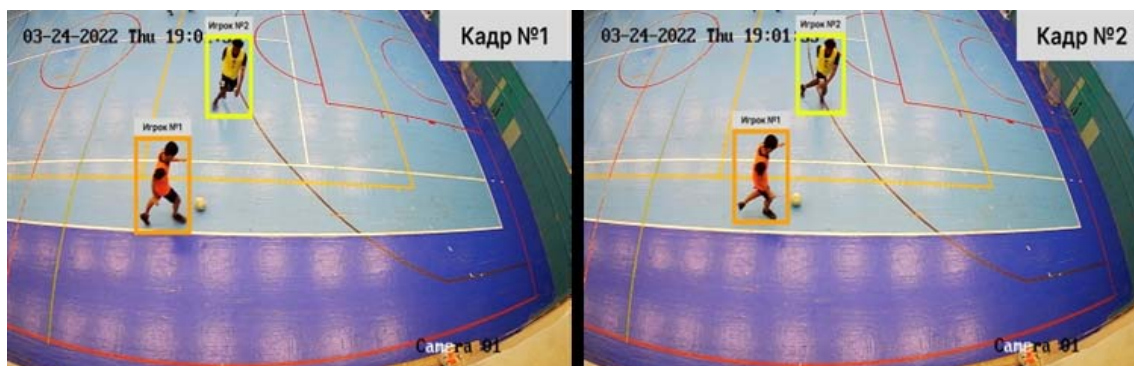 Игрок №2
03-24-2022 Thu 19:0
Кадр №1
Игрок №1
Camera 01
Игрок №2
03-24-2022 Thu 19:01:
Кадр №2
Игрок №1
Camera 01